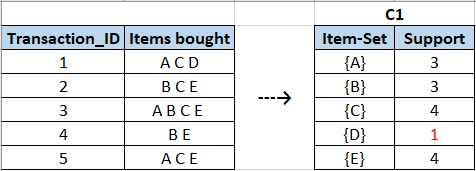 C1
Transaction_ID Items bought Item-Set Support
1 A C D {A} 3
2 B C E {B} 3
3 A B C E ---→ {C} 4
4 B E {D} 1
5 A C E {E} 4